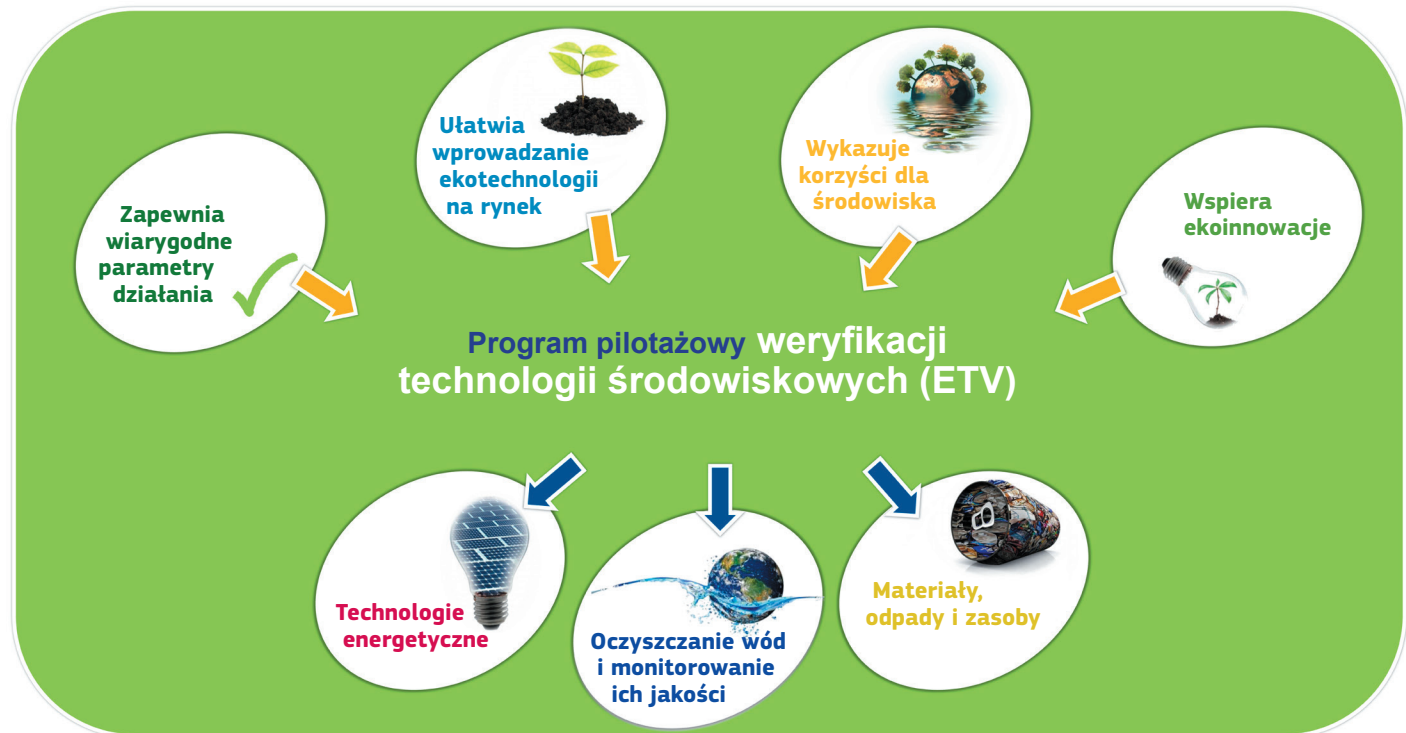 Ułatwia
wprowadzanie
ekotechnologii
na rynek
Wykazuje
korzyści dla
środowiska
Zapewnia
wiarygodne
parametry
działania
Wspiera
ekoinnowacje
Program pilotażowy weryfikacji
technologii środowiskowych (ETV)
Technologie
energetyczne
Oczyszczanie wód
i monitorowanie
ich jakości
Materiały,
odpady i zasoby